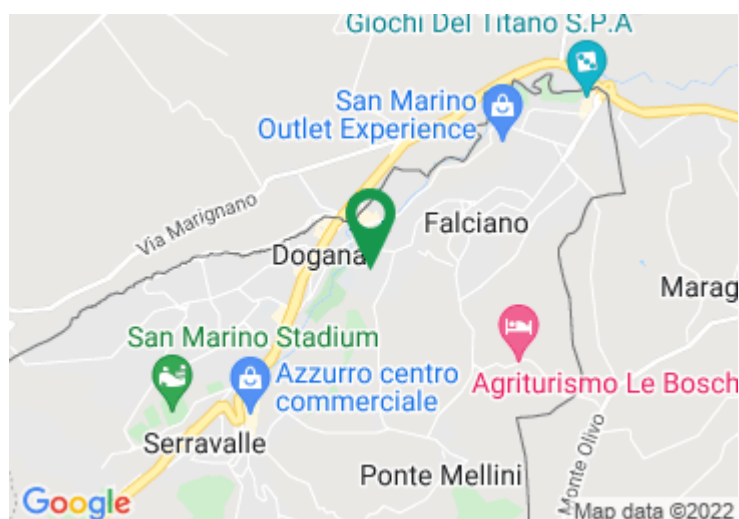 Giochi Del Titano S.P.A
San Marino
Outlet Experience
Via Marignano
Falciano
Dogana
Marag
San Marino Stadium
Azzurro centro
commerciale
Agriturismo Le Bosch
Serravalle
Ponte Mellini
Monte Olivo
Google
Map data ©2022